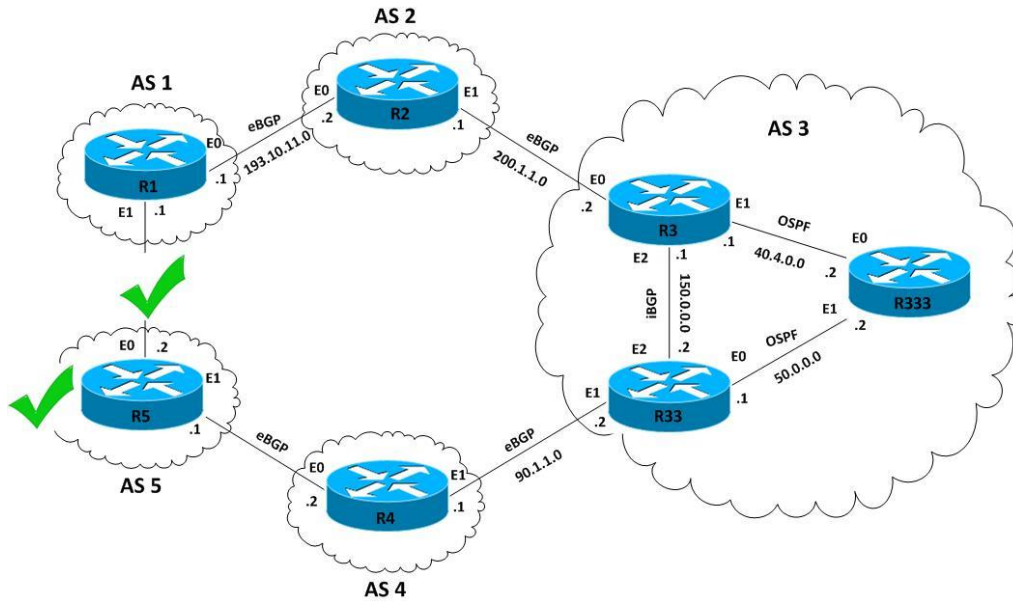 AS 2
AS 1
E0
E1
.2
R2
.1
eBGP
193.10.11.0
eBGP
200.1.1.0
AS 3
E0
.1
R1
E1
.1
E0
.2
R3
E1
.1
E2
.1
OSPF
40.4.0.0
E0
.2
R333
E1
.2
iBGP
150.0.0.0
E0
.2
E1
R5
.1
AS 5
eBGP
E2
.2
E0
.1
R33
E1
.2
OSPF
50.0.0.0
eBGP
90.1.1.0
E0
.2
R4
E1
.1
AS 4